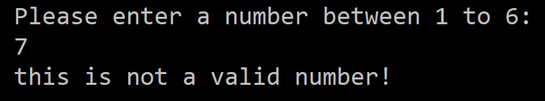 Please enter a number between 1 to 6:
7
this is not a valid number!